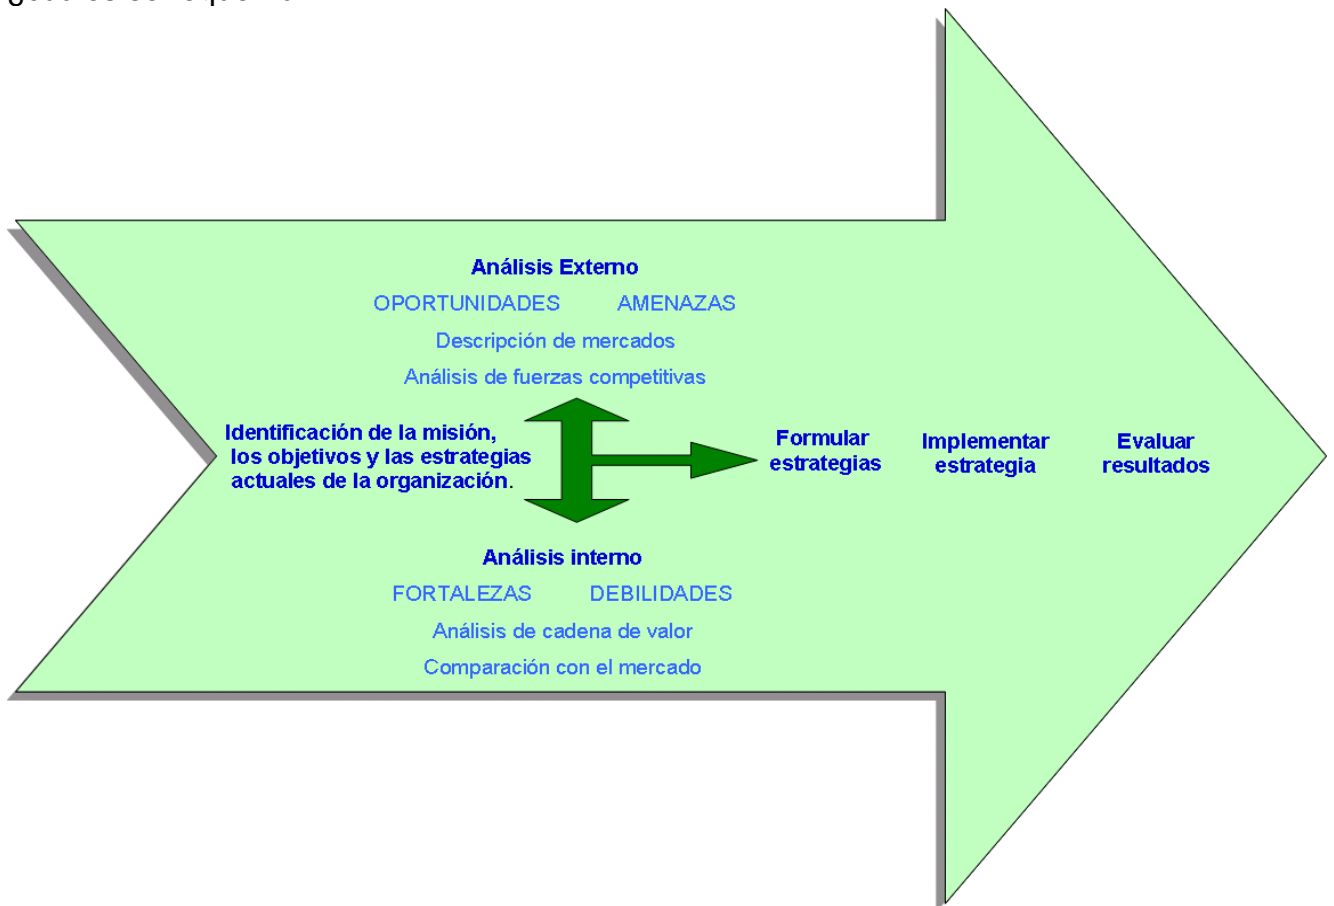 Análisis Externo
OPORTUNIDADES AMENAZAS
Descripción de mercados
Análisis de fuerzas competitivas
Identificación de la misión,
los objetivos y las estrategias
actuales de la organización.
Formular
estrategias
Implementar
estrategia
Evaluar
resultados
Análisis interno
FORTALEZAS DEBILIDADES
Análisis de cadena de valor
Comparación con el mercado